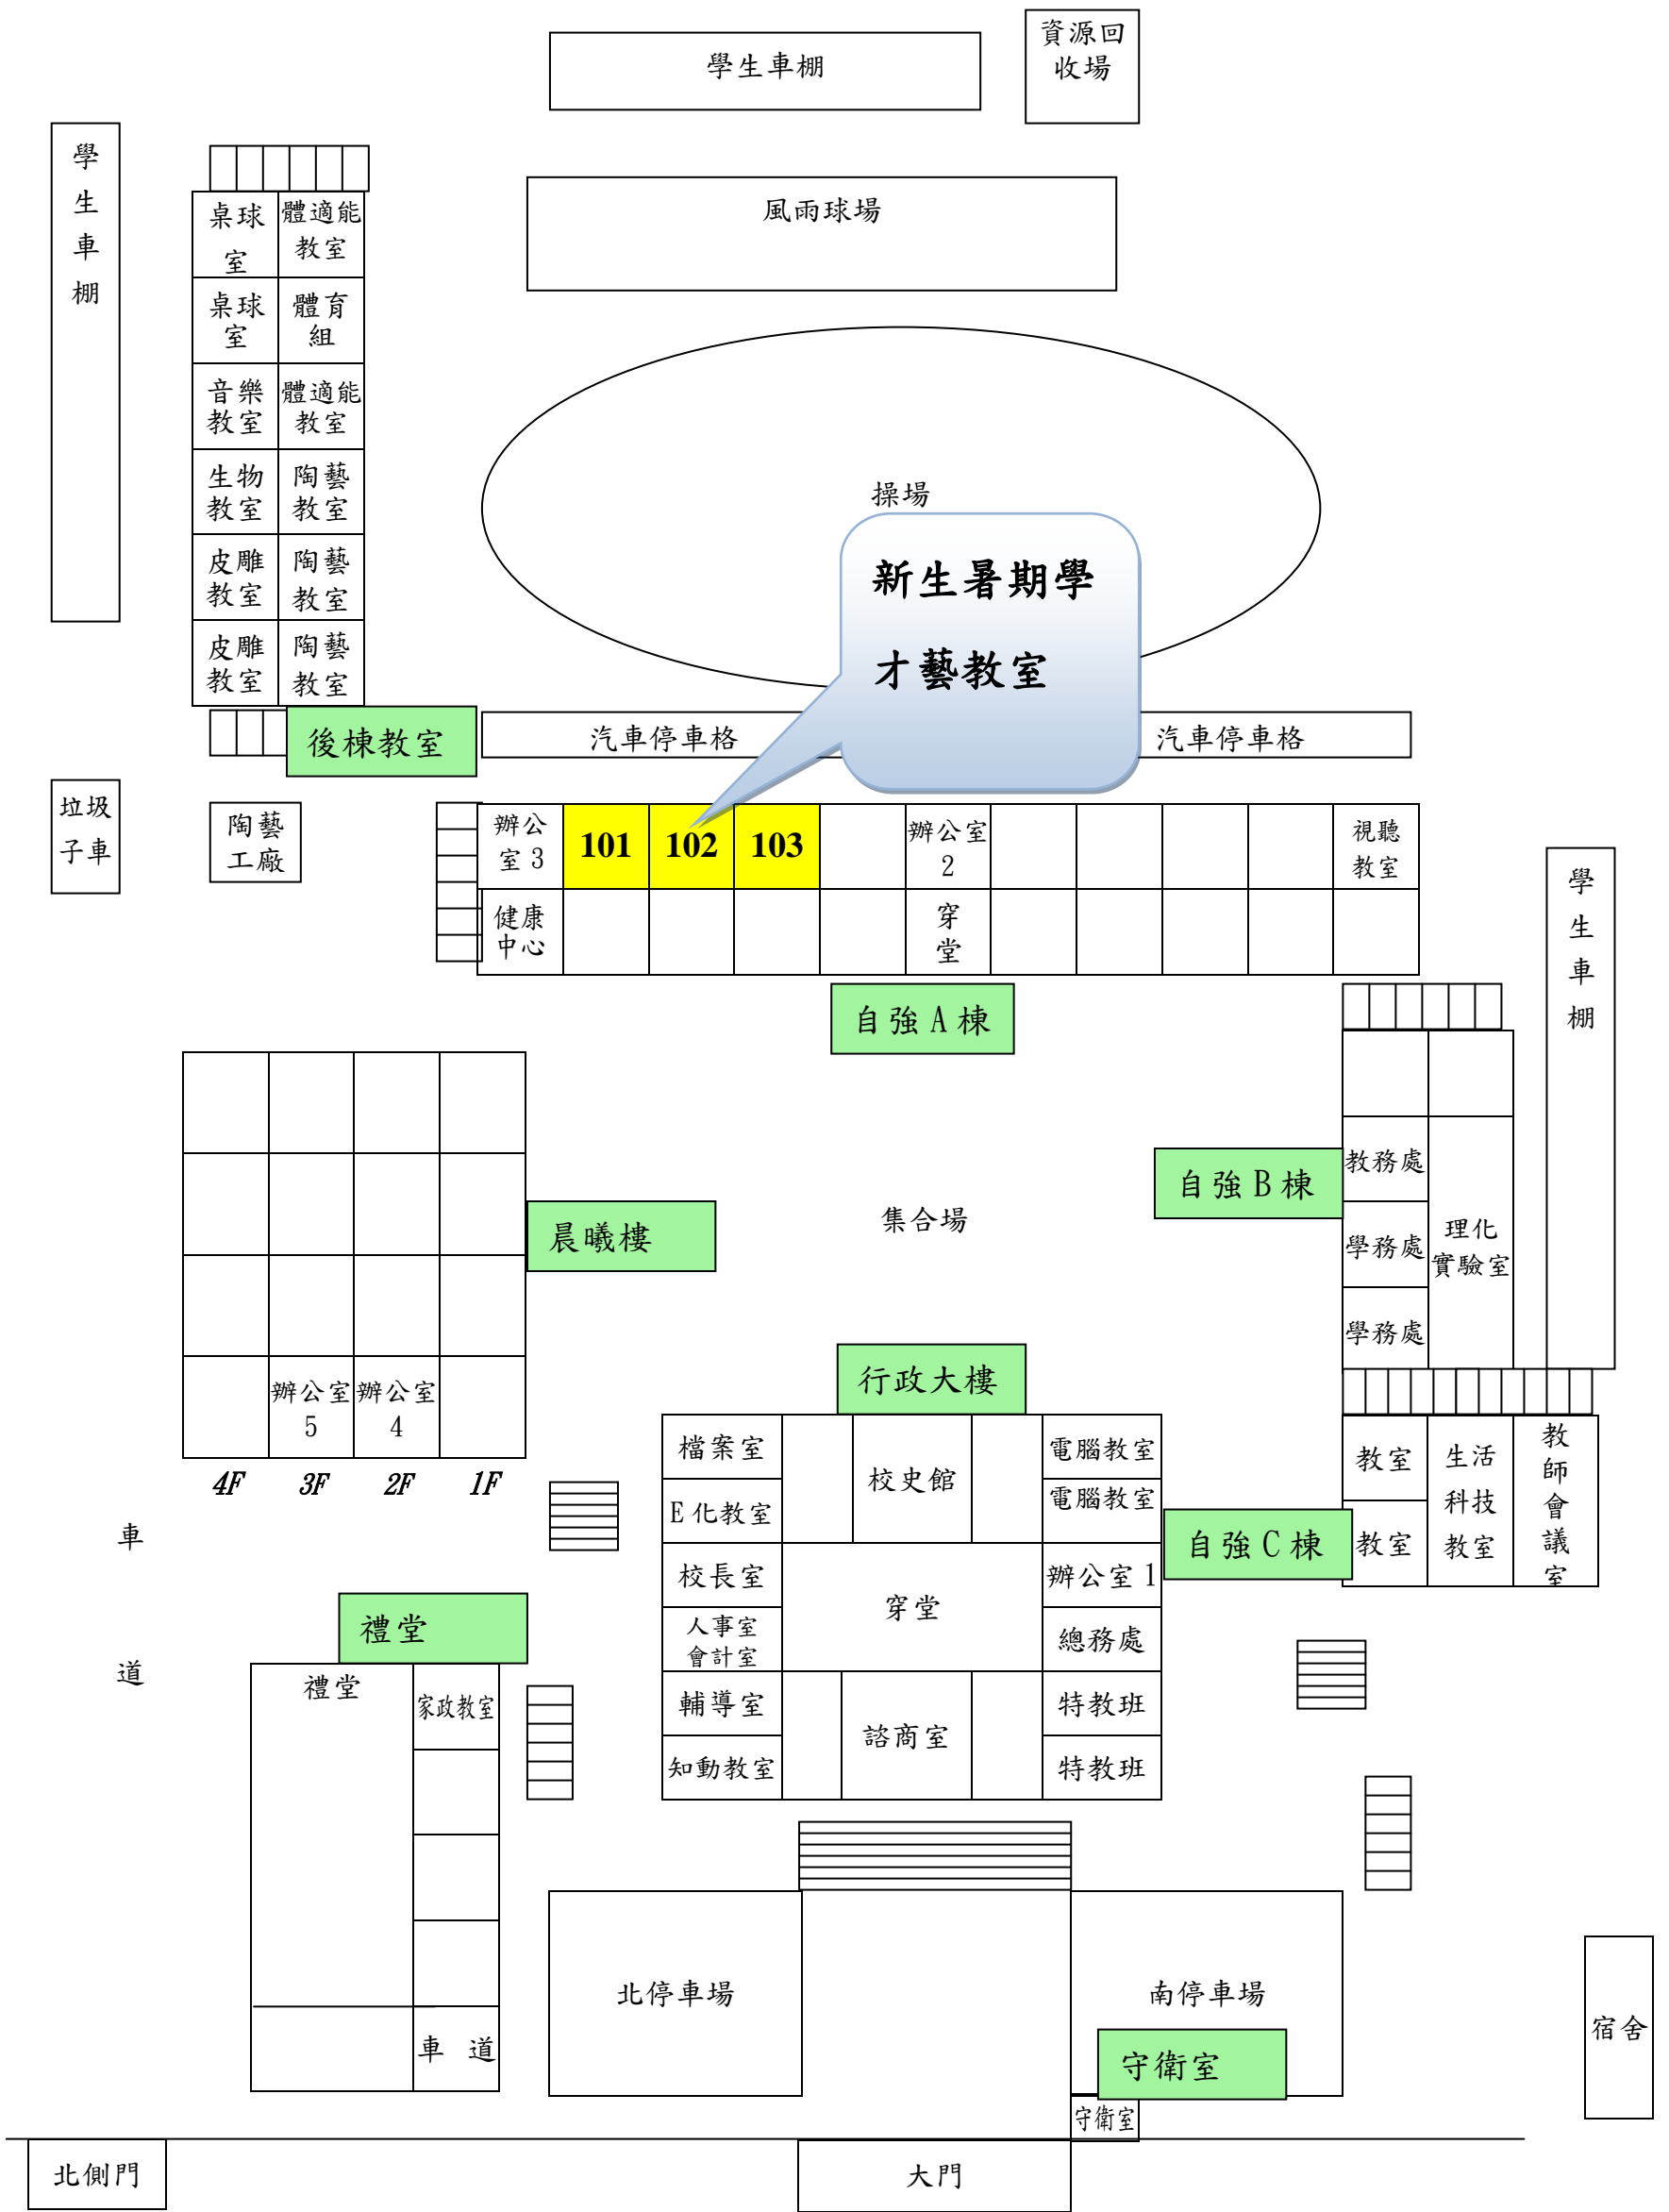 學生車棚
資源回
收場
學
生
車
棚
桌球
室
體適能
教室
風雨球場
桌球
室
體育
組
音樂
教室
體適能
教室
生物
教室
陶藝
教室
操場
皮雕
教室
陶藝
教室
新生暑期學
才藝教室
皮雕
教室
陶藝
教室
後棟教室
汽車停車格
汽車停車格
垃圾
子車
陶藝
工廠
辦公
室3
101
102
103
辦公室
2
視聽
教室
健康
中心
穿
堂
學
生
車
棚
自強A棟
教務處
自強B棟
晨曦樓
集合場
學務處
理化
實驗室
學務處
行政大樓
辦公室
5
辦公室
4
4F
3F
2F
1F
檔案室
校史館
電腦教室
E化教室
電腦教室
教室
生活
科技
教室
教
師
會
議
室
自強C棟
教室
車
道
校長室
穿堂
辦公室1
人事室
會計室
總務處
禮堂
禮堂
家政教室
輔導室
諮商室
特教班
知動教室
特教班
北停車場
南停車場
車 道
守衛室
守衛室
宿舍
北側門
大門